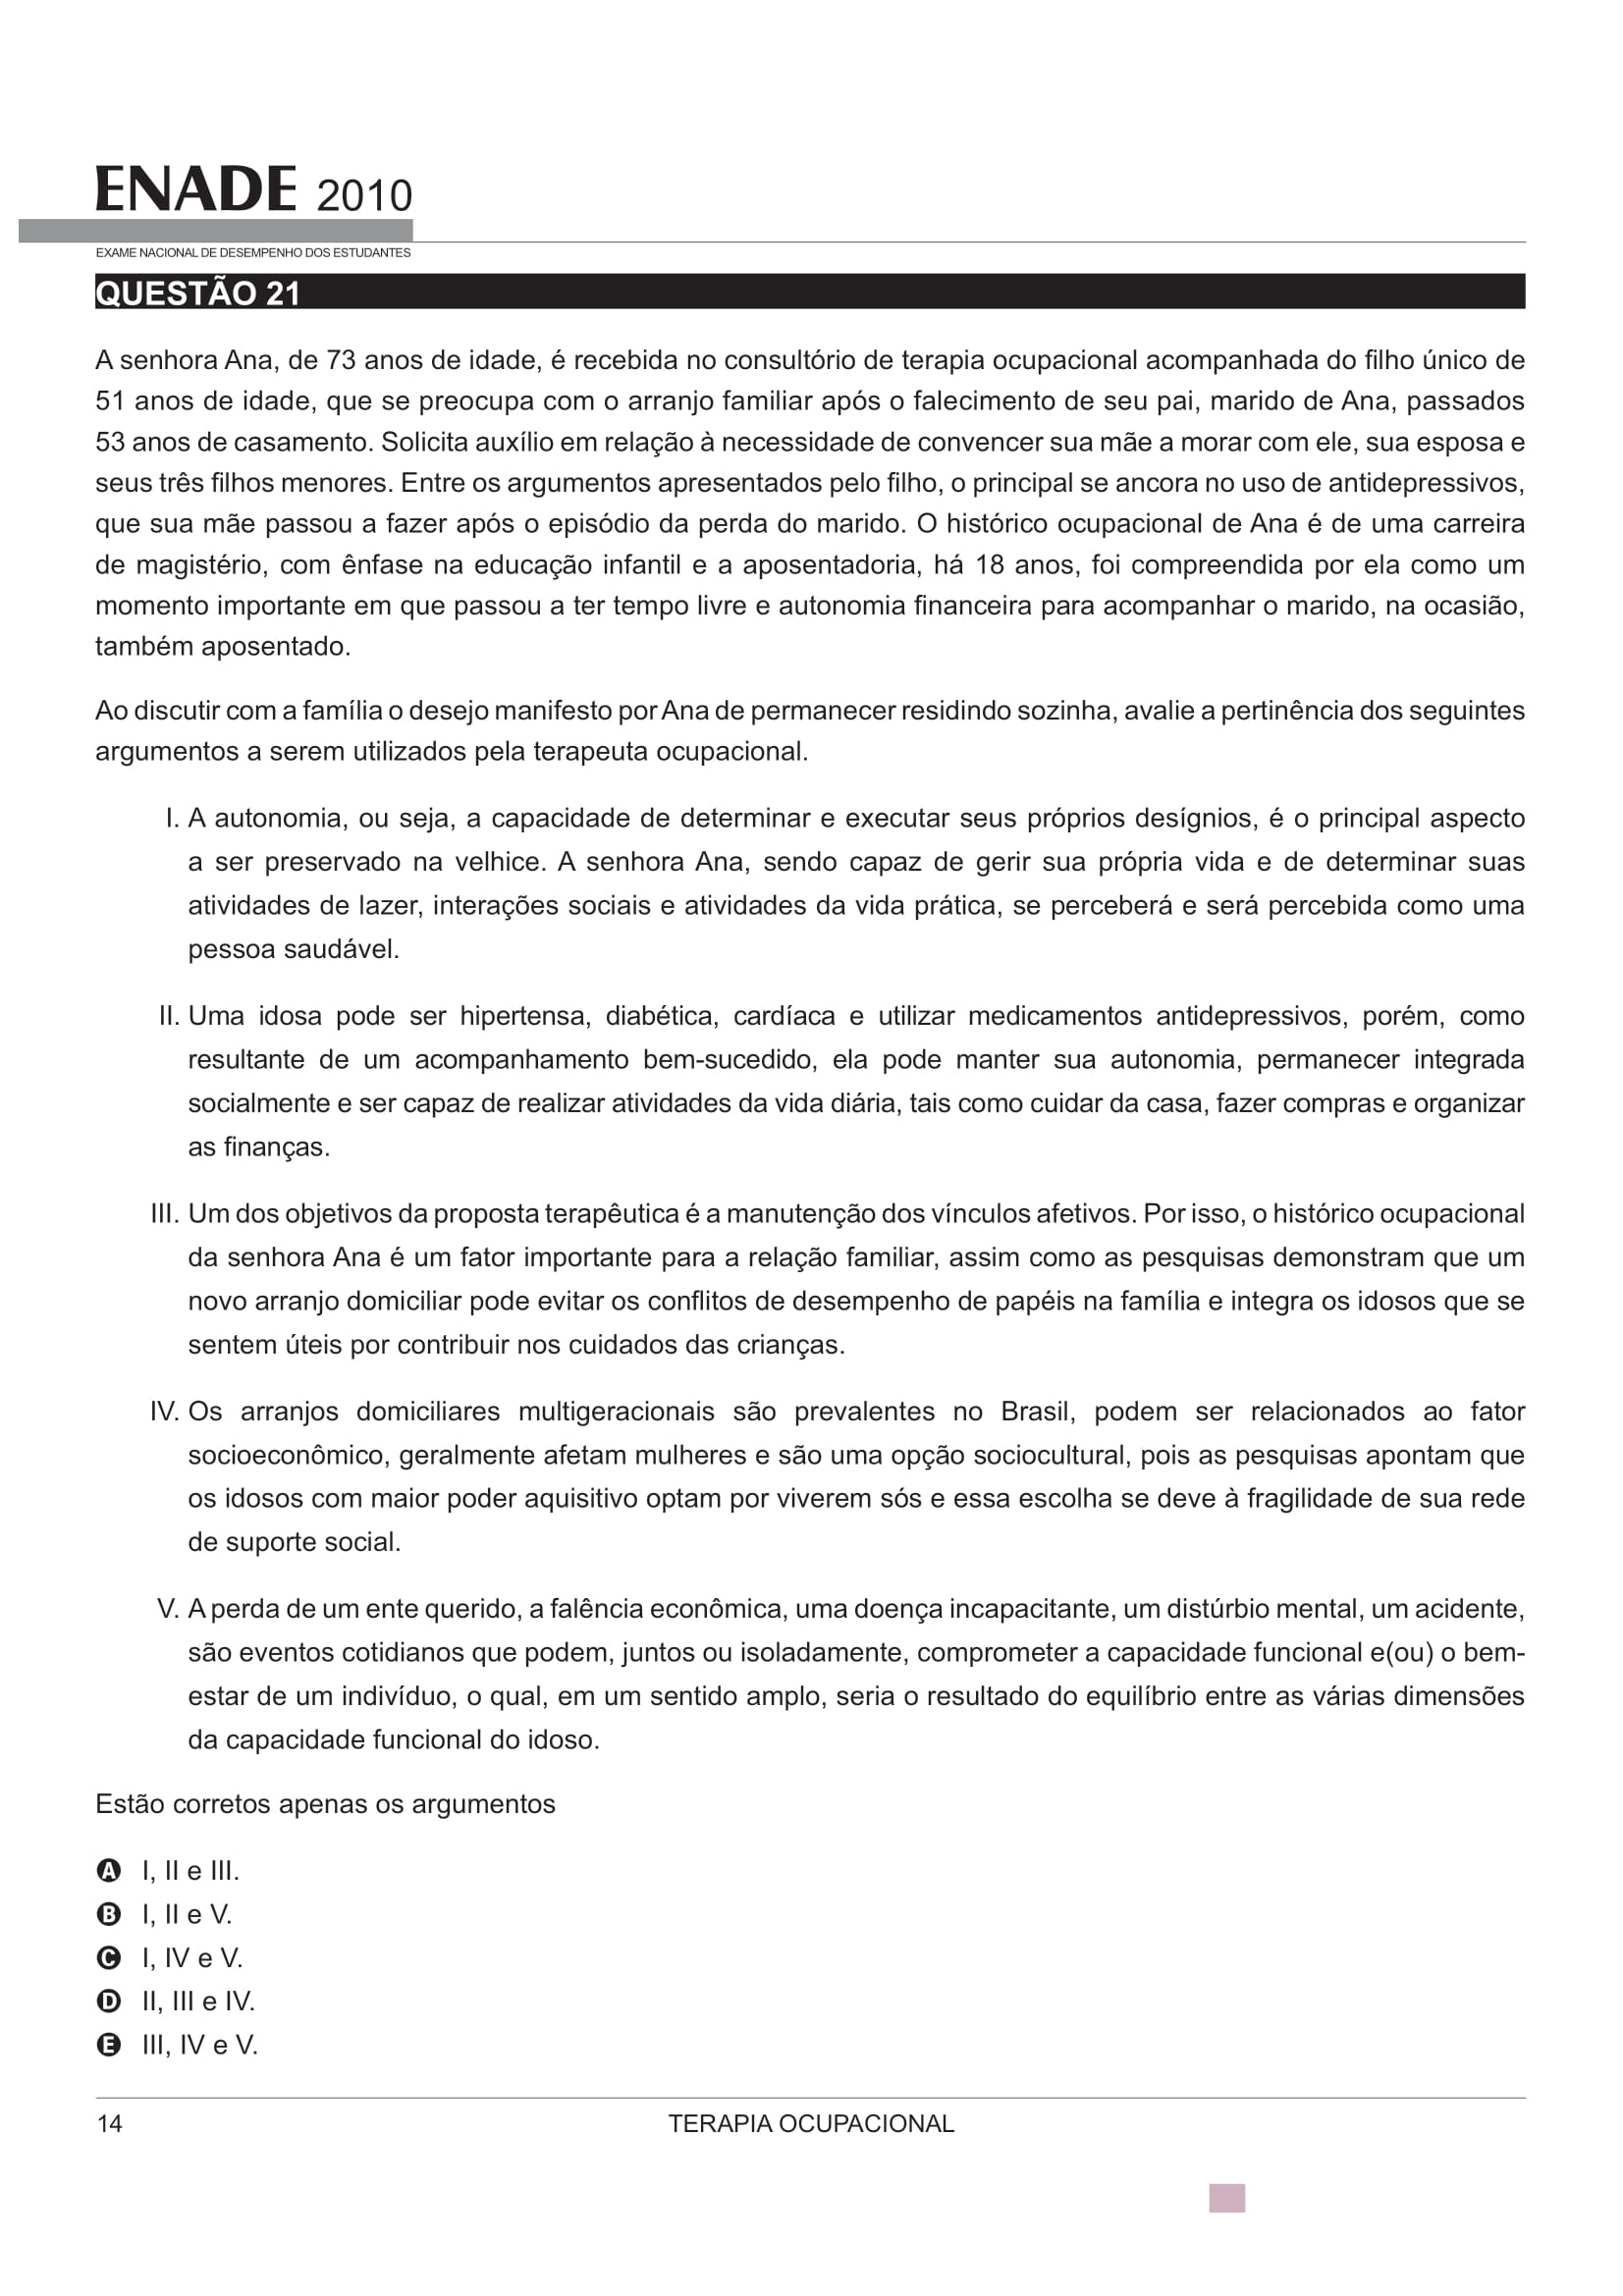 ENADE 2010
EXAME NACIONAL DE DESEMPENHO DOS ESTUDANTES
QUESTÃO 21
A senhora Ana, de 73 anos de idade, é recebida no consultório de terapia ocupacional acompanhada do filho único de
51 anos de idade, que se preocupa com o arranjo familiar após o falecimento de seu pai, marido de Ana, passados
53 anos de casamento. Solicita auxílio em relação à necessidade de convencer sua mãe a morar com ele, sua esposa e
seus três filhos menores. Entre os argumentos apresentados pelo filho, o principal se ancora no uso de antidepressivos,
que sua mãe passou a fazer após o episódio da perda do marido. O histórico ocupacional de Ana é de uma carreira
de magistério, com ênfase na educação infantil e a aposentadoria, há 18 anos, foi compreendida por ela como um
momento importante em que passou a ter tempo livre e autonomia financeira para acompanhar o marido, na ocasião,
também aposentado.
Ao discutir com a família o desejo manifesto por Ana de permanecer residindo sozinha, avalie a pertinência dos seguintes
argumentos a serem utilizados pela terapeuta ocupacional.
I. A autonomia, ou seja, a capacidade de determinar e executar seus próprios desígnios, é o principal aspecto
a ser preservado na velhice. A senhora Ana, sendo capaz de gerir sua própria vida e de determinar suas
atividades de lazer, interações sociais e atividades da vida prática, se perceberá e será percebida como uma
pessoa saudável.
II. Uma idosa pode ser hipertensa, diabética, cardíaca e utilizar medicamentos antidepressivos, porém, como
resultante de um acompanhamento bem-sucedido, ela pode manter sua autonomia, permanecer integrada
socialmente e ser capaz de realizar atividades da vida diária, tais como cuidar da casa, fazer compras e organizar
as finanças.
III. Um dos objetivos da proposta terapêutica é a manutenção dos vínculos afetivos. Por isso, o histórico ocupacional
da senhora Ana é um fator importante para a relação familiar, assim como as pesquisas demonstram que um
novo arranjo domiciliar pode evitar os conflitos de desempenho de papéis na família e integra os idosos que se
sentem úteis por contribuir nos cuidados das crianças.
IV. Os arranjos domiciliares multigeracionais são prevalentes no Brasil, podem ser relacionados ao fator
socioeconômico, geralmente afetam mulheres e são uma opção sociocultural, pois as pesquisas apontam que
os idosos com maior poder aquisitivo optam por viverem sós e essa escolha se deve à fragilidade de sua rede
de suporte social.
V. A perda de um ente querido, a falência econômica, uma doença incapacitante, um distúrbio mental, um acidente,
são eventos cotidianos que podem, juntos ou isoladamente, comprometer a capacidade funcional e(ou) o bem-
estar de um indivíduo, o qual, em um sentido amplo, seria o resultado do equilíbrio entre as várias dimensões
da capacidade funcional do idoso.
Estão corretos apenas os argumentos
A I, II e III.
B I, II e V.
C I, IV e V.
D II, III e IV.
E III, IV e V.
14 TERAPIA OCUPACIONAL